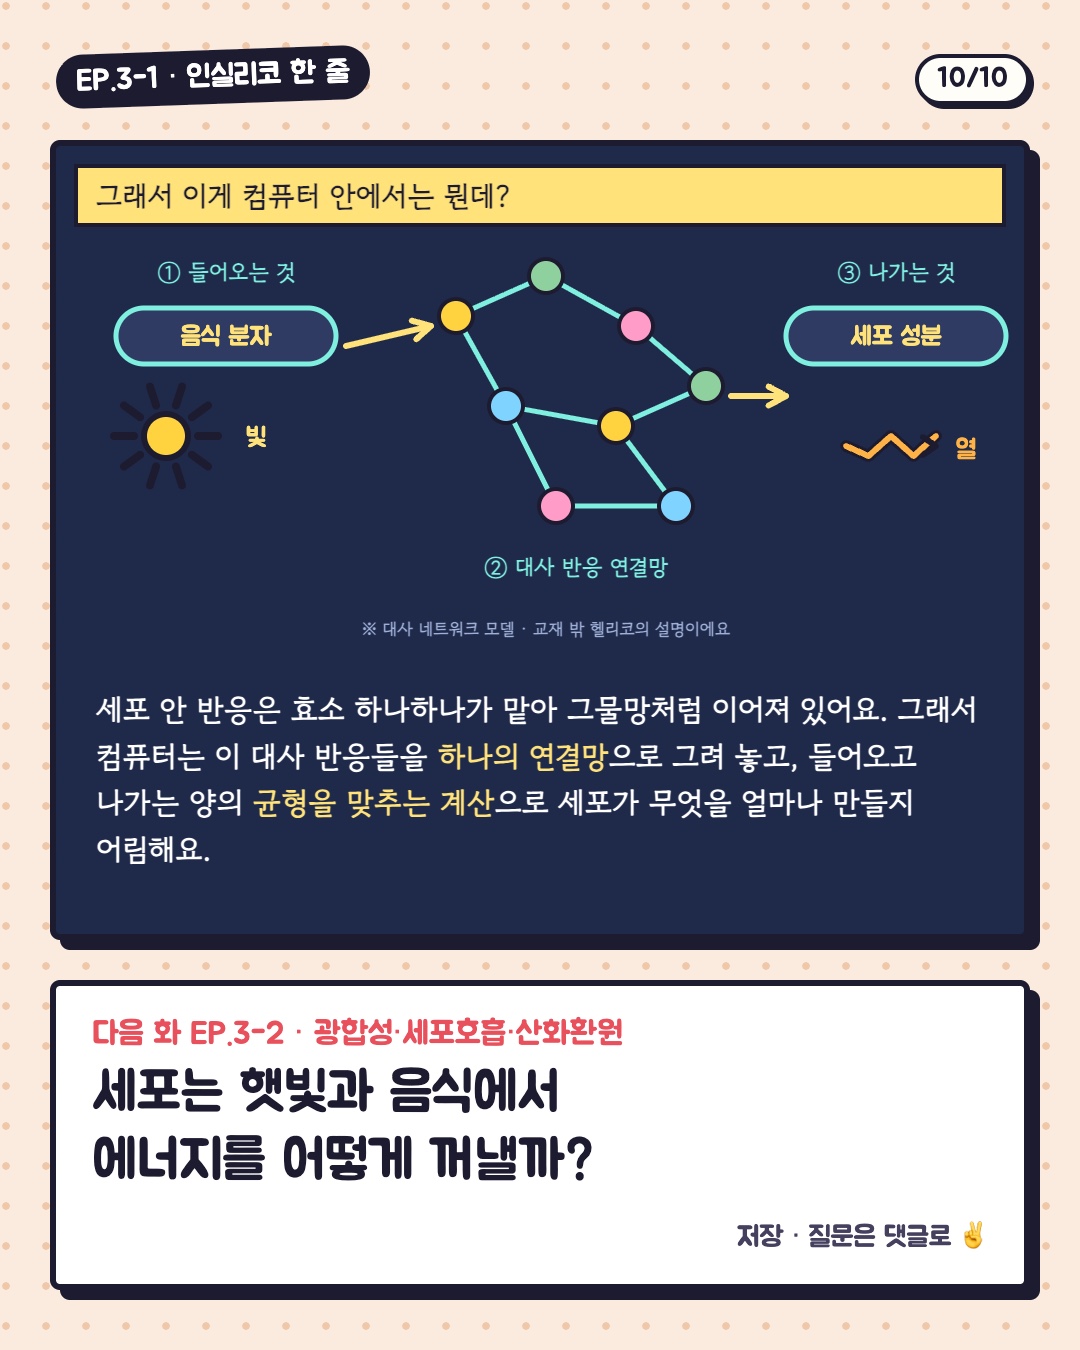 EP.3-1 · 인실리코 한 줄
10/10
그래서 이게 컴퓨터 안에서는 뭔데?
① 들어오는 것
③ 나가는 것
음식 분자
세포 성분
빛
열
② 대사 반응 연결망
※ 대사 네트워크 모델 · 교재 밖 헬리코의 설명이에요
세포 안 반응은 효소 하나하나가 맡아 그물망처럼 이어져 있어요. 그래서
컴퓨터는 이 대사 반응들을 하나의 연결망으로 그려 놓고, 들어오고
나가는 양의 균형을 맞추는 계산으로 세포가 무엇을 얼마나 만들지
어림해요.
다음 화 EP.3-2 · 광합성·세포호흡·산화환원
세포는 햇빛과 음식에서
에너지를 어떻게 꺼낼까?
저장 · 질문은 댓글로 ✌️